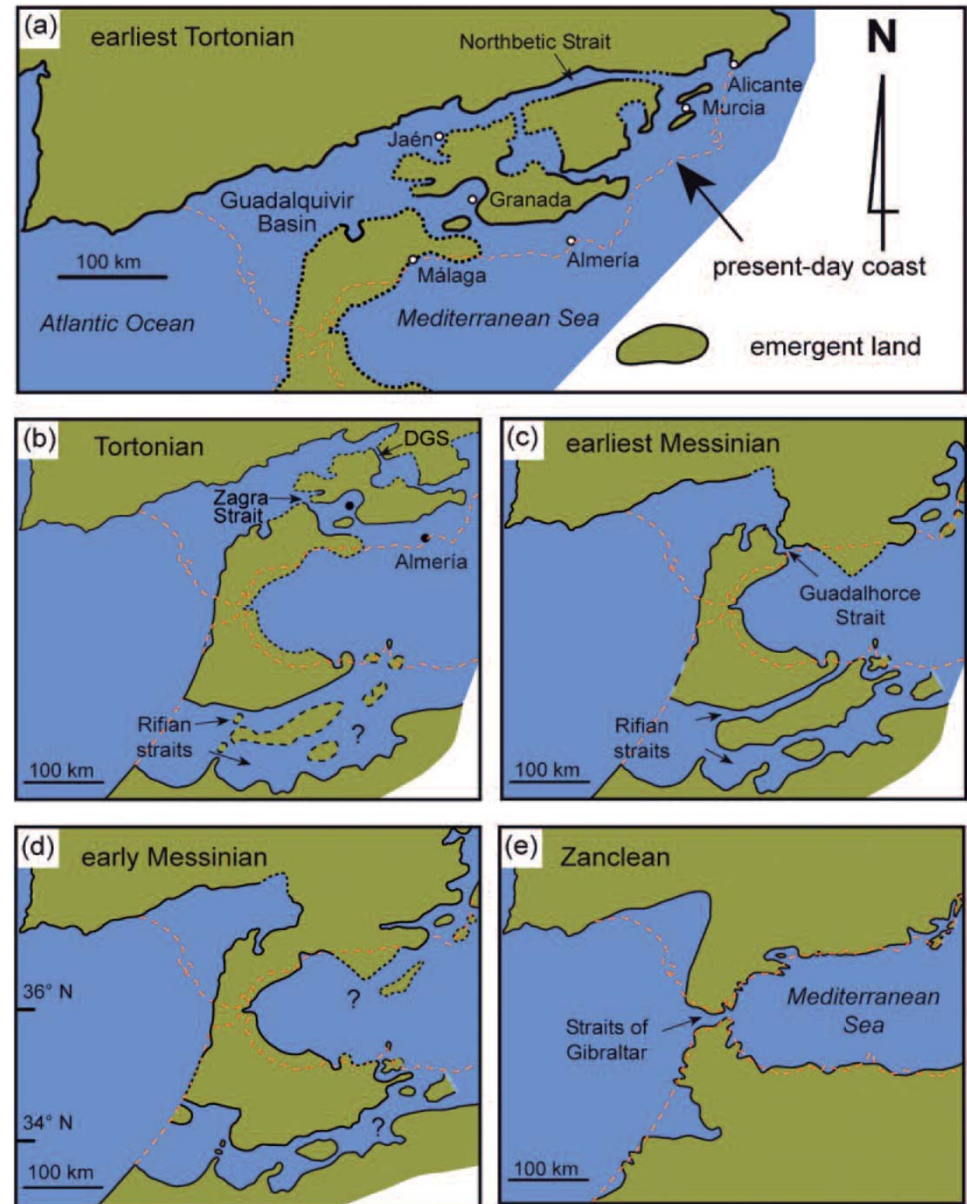 (a)
earliest Tortonian
Northbetic Strait
N
Alicante
Murcia
Jaén
Guadalquivir
Basin
Granada
100 km
Málaga
Almería
present-day coast
Atlantic Ocean
Mediterranean Sea
emergent land
(b)
Tortonian
DGS
Zagra
Strait
Almería
Rifian
straits
?
100 km
(c)
earliest Messinian
Guadalhorce
Strait
Rifian
straits
100 km
(d)
early Messinian
36° N
?
34° N
?
100 km
(e)
Zanclean
Mediterranean
Sea
Straits of
Gibraltar
100 km